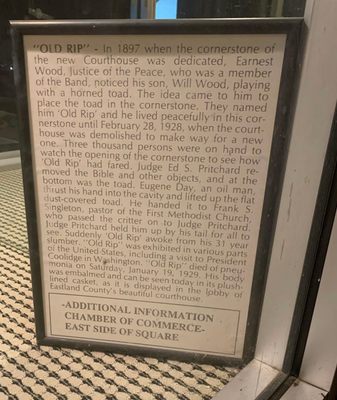 "OLD RIP" - In 1897 when the cornerstone of
the new Courthouse was dedicated, Earnest
Wood, Justice of the Peace, who was a member
of the Band, noticed his son, Will Wood, playing
with a horned toad. The idea came to him to
place the toad in the cornerstone. They named
him 'Old Rip' and he lived peacefully in this cor-
nerstone until February 28, 1928, when the court-
house was demolished to make way for a new
one. Three thousand persons were on hand to
watch the opening of the cornerstone to see how
'Old Rip' had fared. Judge Ed S. Pritchard re-
moved the Bible and other objects, and at the
bottom was the toad. Eugene Day, an oil man,
thrust his hand into the cavity and lifted up the flat
dust-covered toad. He handed it to Frank S.
Singleton, pastor of the First Methodist Church,
who passed the critter on to Judge Pritchard.
Judge Pritchard held him up by his tail for all to
see. Suddenly 'Old Rip' awoke from his 31 year
slumber. "Old Rip" was exhibited in various parts
of the United States, including a visit to President
Coolidge in Washington. "Old Rip" died of pneu-
monia on Saturday, January 19, 1929. His body
was embalmed and can be seen today in its plush-
lined casket, as it is displayed in the lobby of
Eastland County's beautiful courthouse.
-ADDITIONAL INFORMATION
CHAMBER OF COMMERCE-
EAST SIDE OF SQUARE